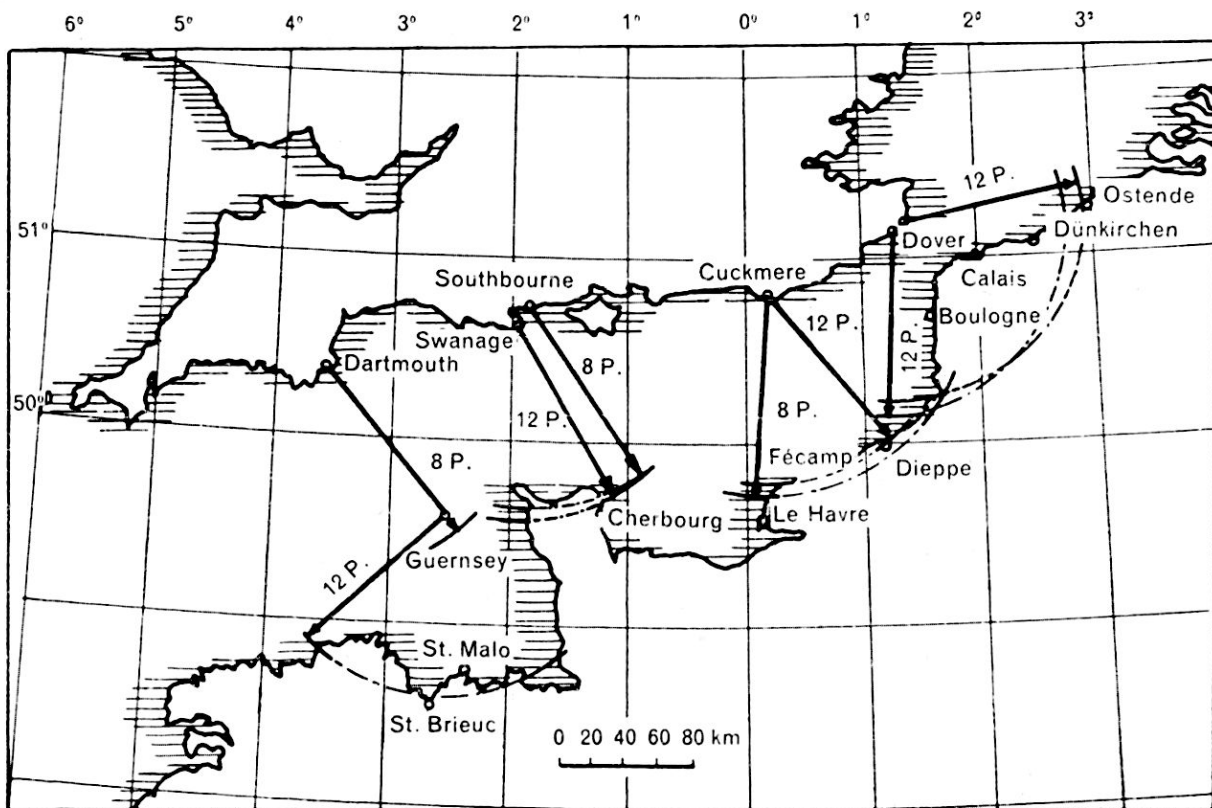 6° 5° 4° 3° 2° 1° 0° 1° 2° 3°
12 P.
Ostende
51°
Dover
Dünkirchen
Southbourne
Cuckmere
Calais
Swanage
12 P.
Boulogne
Dartmouth
8 P.
12 P.
50°
12 P.
8 P.
8 P.
Fécamp
Dieppe
Cherbourg
Le Havre
Guernsey
12 P.
St. Malo
St. Brieuc
0 20 40 60 80 km